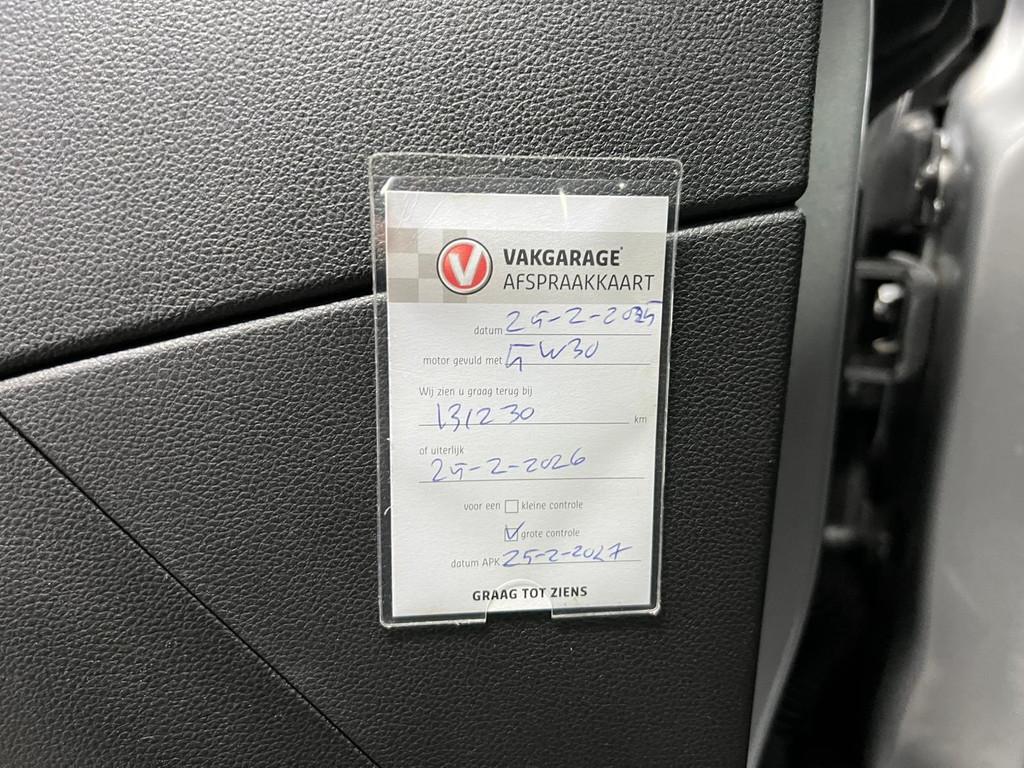 V VAKGARAGE
AFSPRAAKKAART
datum 25-2-2025
motor gevuld met 5W30
Wij zien u graag terug bij
131230 km
of uiterlijk
25-2-2026
voor een kleine controle
grote controle
datum APK 25-2-2027
GRAAG TOT ZIENS